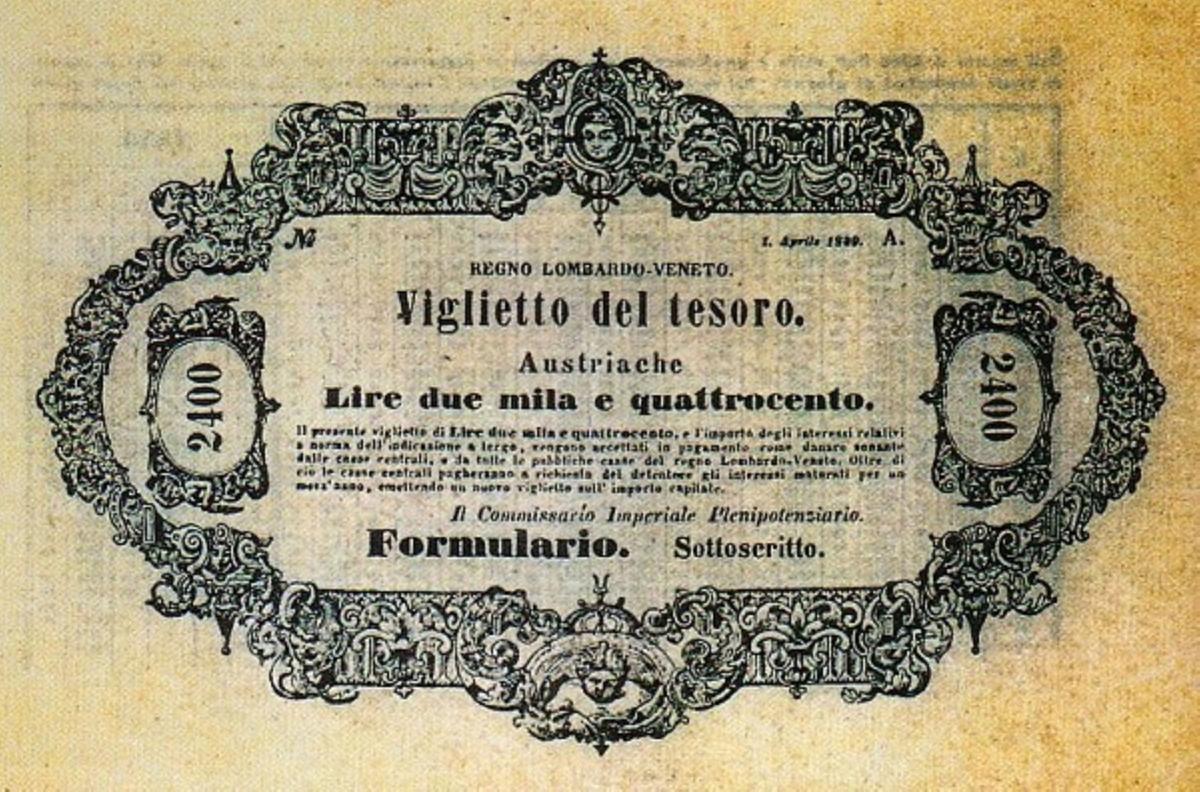 № 1. Aprile 1849. A.
REGNO LOMBARDO-VENETO.
Viglietto del tesoro.
Austriache
Lire due mila e quattrocento.
2400
2400
Il presente viglietto di Lire due mila e quattrocento, e l'importo degli interessi relativi
a norma dell'indicazione a tergo, vengono accettati in pagamento come danaro sonante
dalle casse centrali, e da tutte le pubbliche casse del regno Lombardo-Veneto. Oltre di
ciò le casse centrali pagheranno a richiesta del detentore gli interessi maturati per un
mezz'anno, emettendo un nuovo viglietto sull' importo capitale.
Il Commissario Imperiale Plenipotenziario.
Formulario. Sottoscritto.